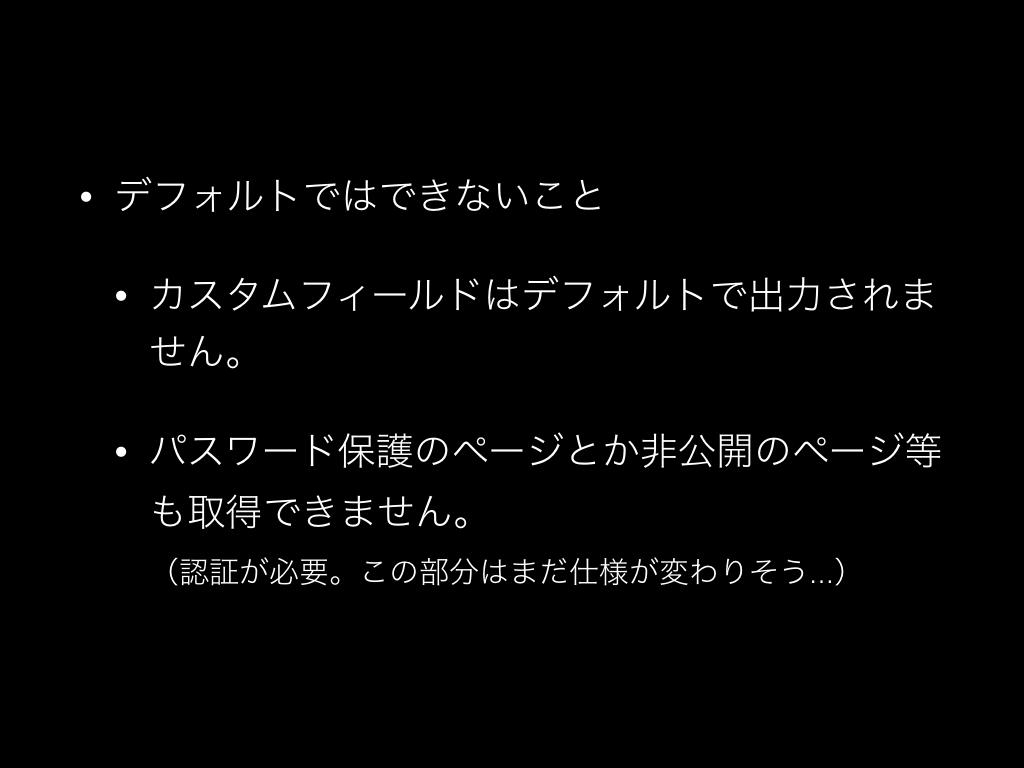 • デフォルトではできないこと
• カスタムフィールドはデフォルトで出力されま
せん。
• パスワード保護のページとか非公開のページ等
も取得できません。
（認証が必要。この部分はまだ仕様が変わりそう...）